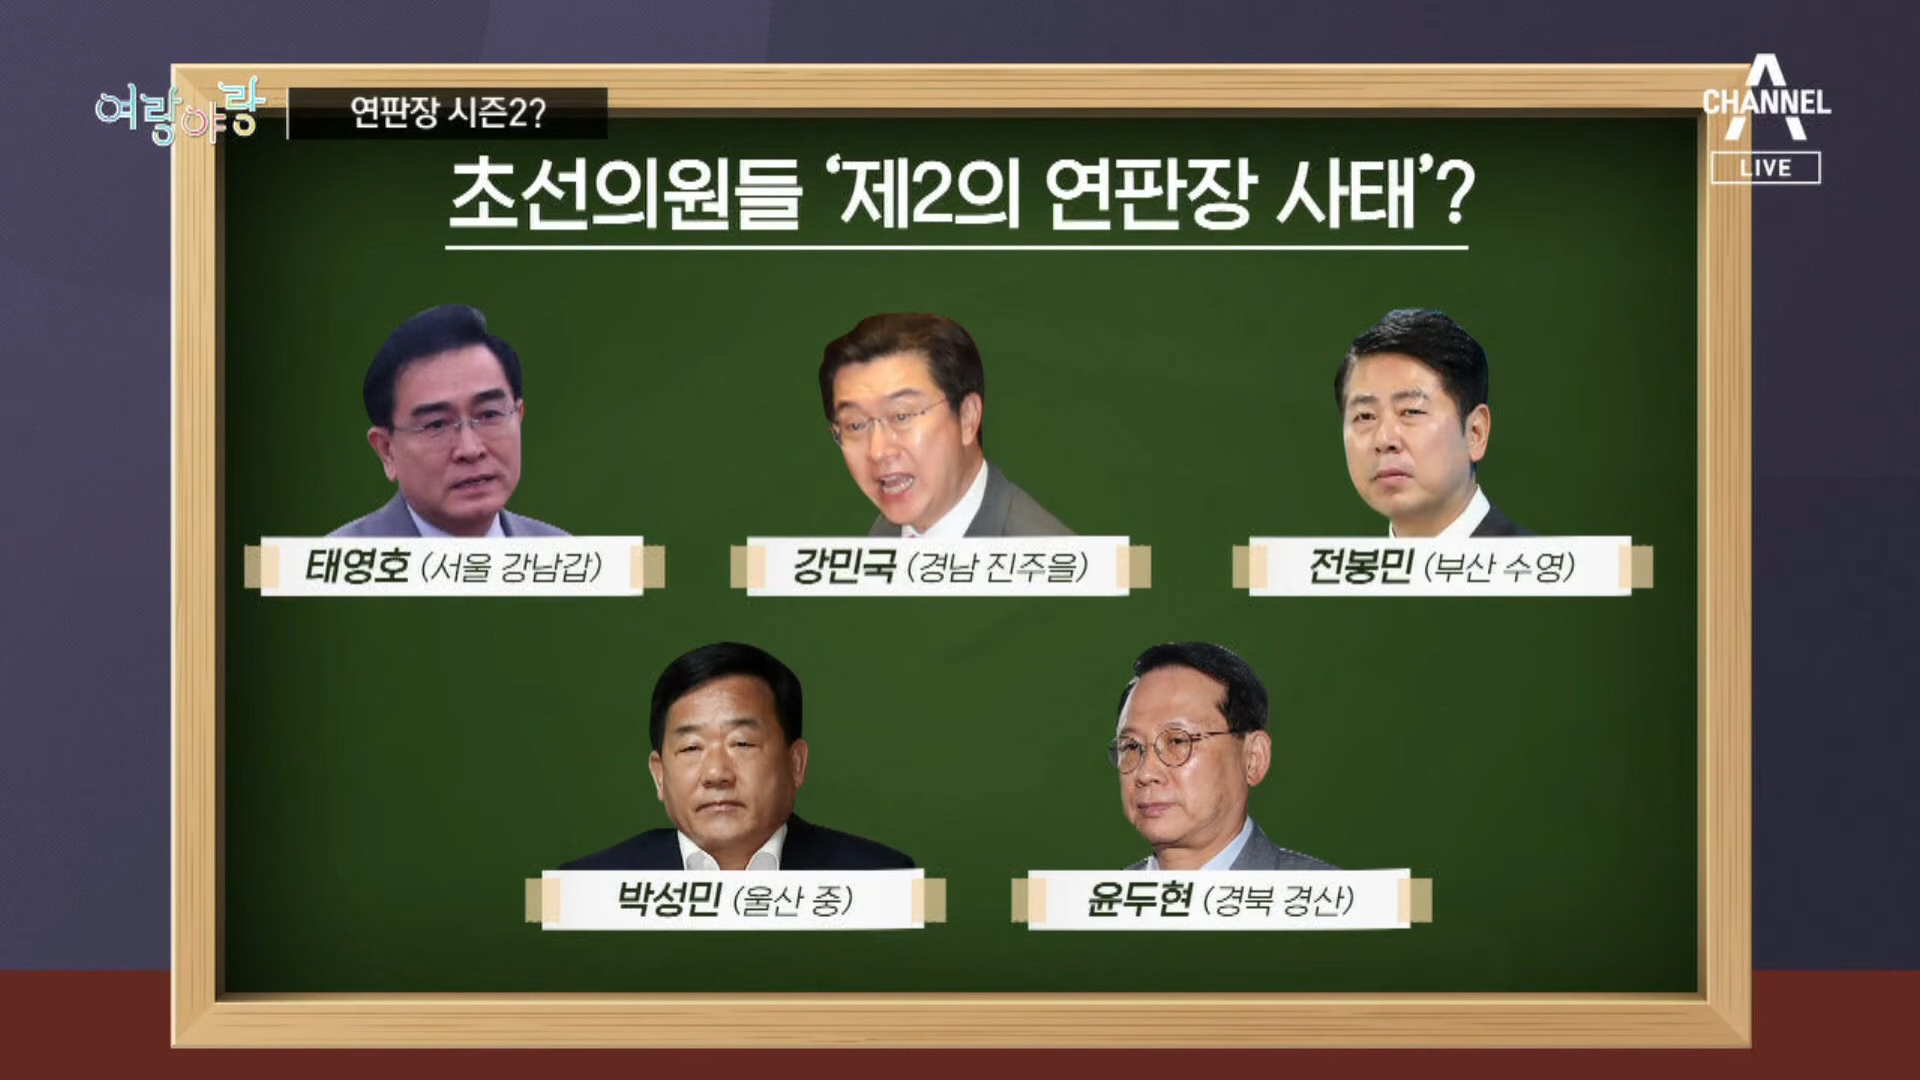 여랑야랑
연판장 시즌2?
CHANNEL A
LIVE
초선의원들 ‘제2의 연판장 사태’?
태영호 (서울 강남갑)
강민국 (경남 진주을)
전봉민 (부산 수영)
박성민 (울산 중)
윤두현 (경북 경산)